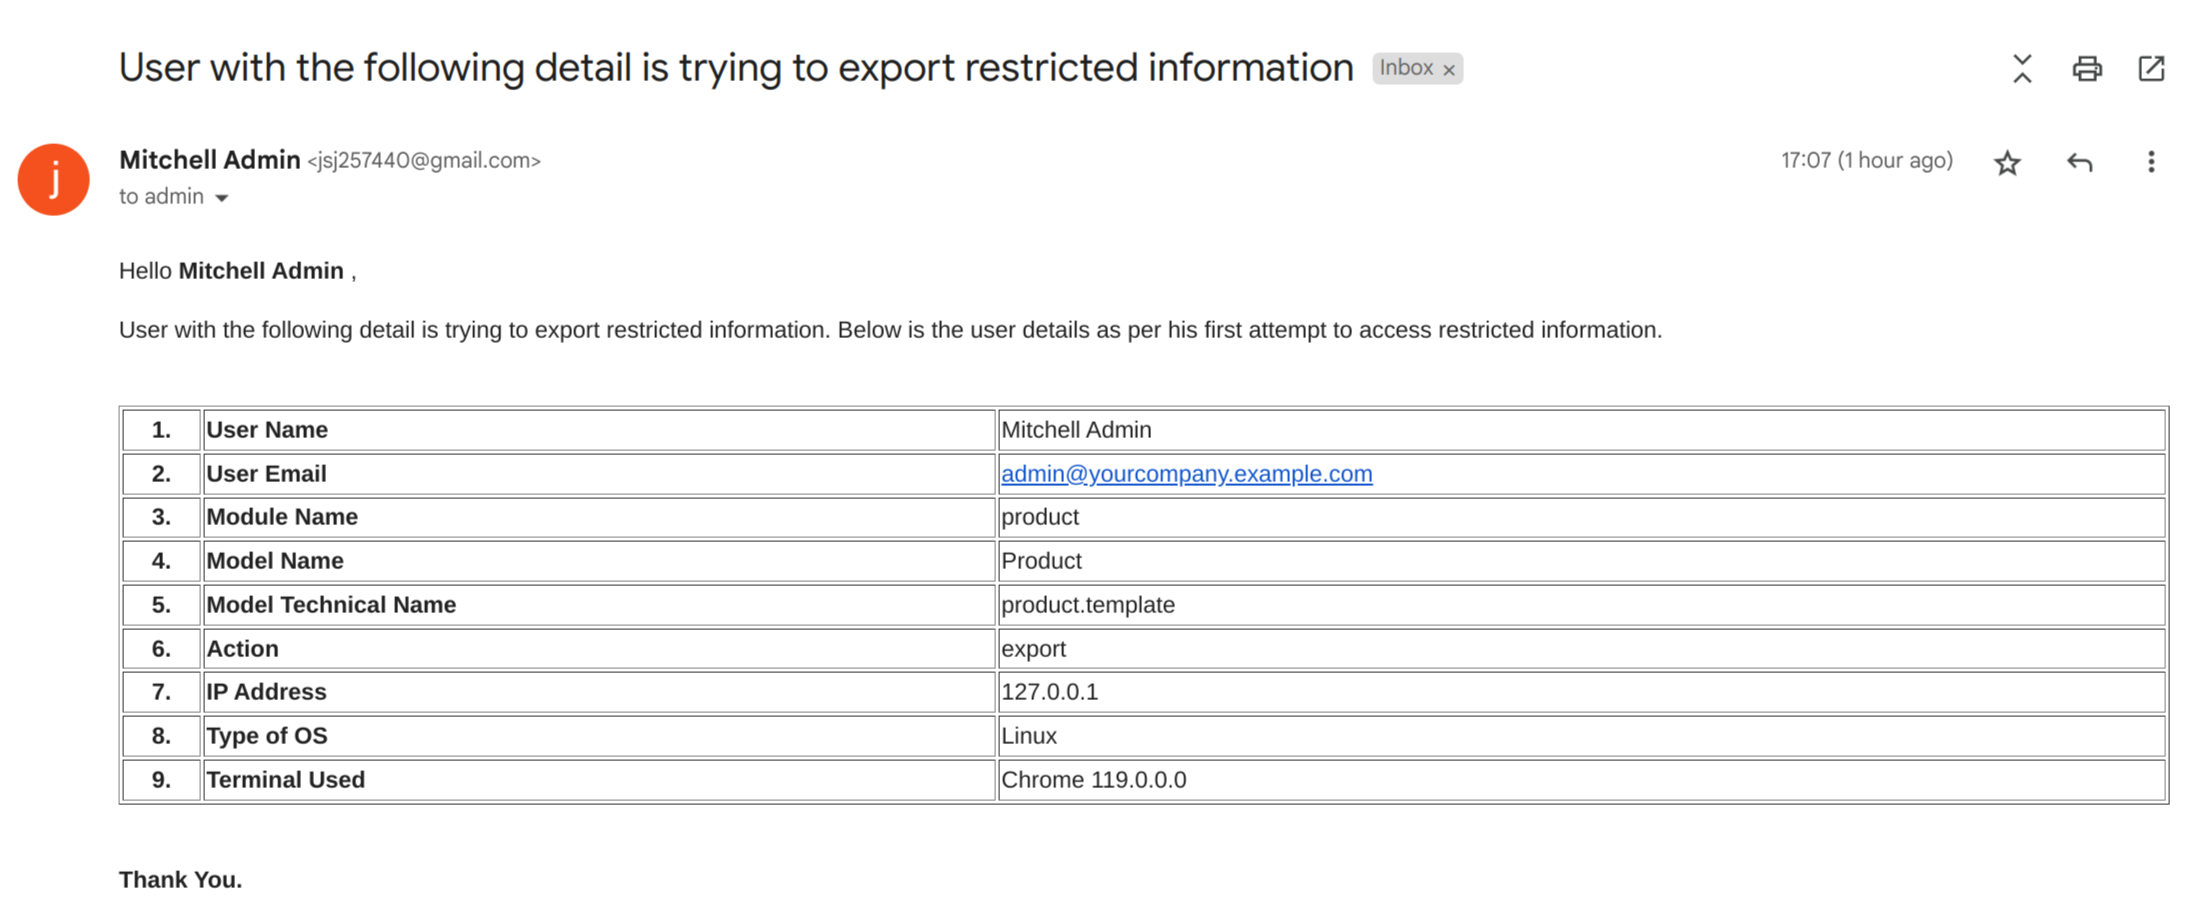 User with the following detail is trying to export restricted information Inbox ×
Mitchell Admin <jsj257440@gmail.com> 17:07 (1 hour ago)
j
to admin
Hello Mitchell Admin ,
User with the following detail is trying to export restricted information. Below is the user details as per his first attempt to access restricted information.
1. User Name Mitchell Admin
2. User Email admin@yourcompany.example.com
3. Module Name product
4. Model Name Product
5. Model Technical Name product.template
6. Action export
7. IP Address 127.0.0.1
8. Type of OS Linux
9. Terminal Used Chrome 119.0.0.0
Thank You.